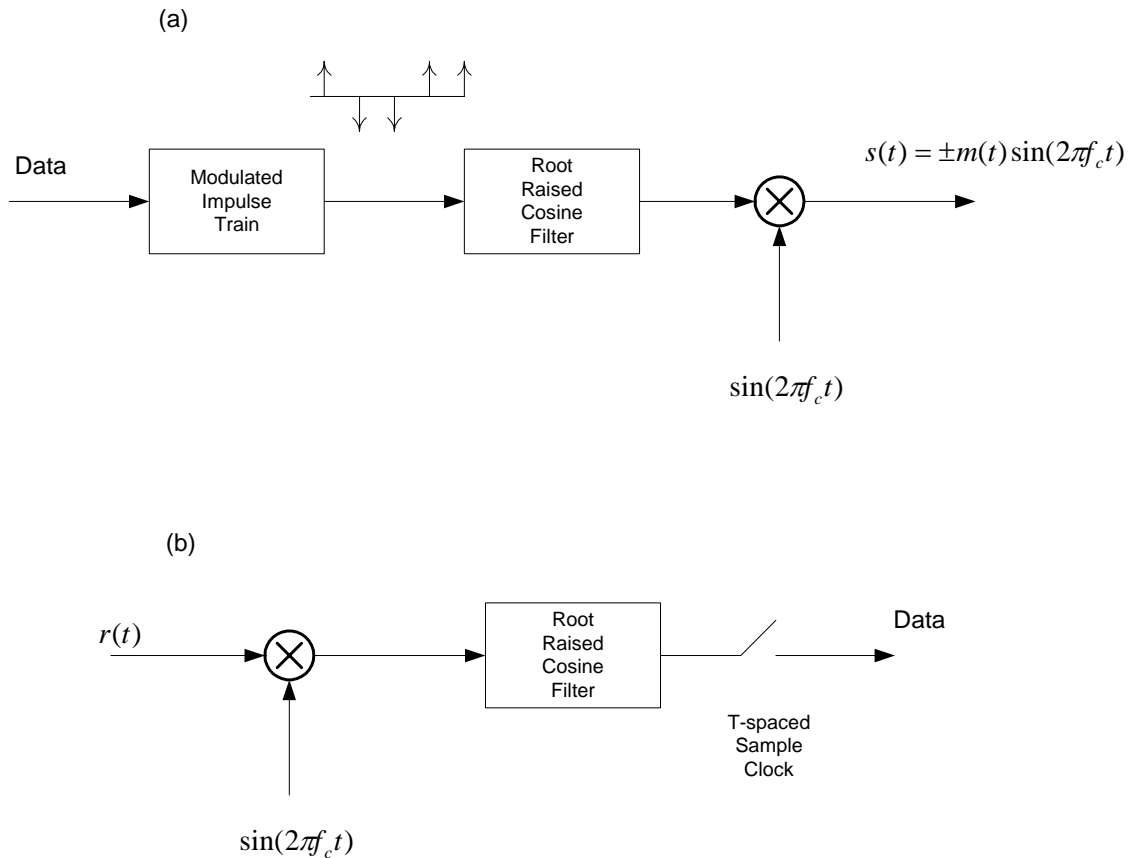 (a)
Data
Modulated
Impulse
Train
Root
Raised
Cosine
Filter
s(t) = ±m(t) sin(2πf_c t)
sin(2πf_c t)
(b)
r(t)
Root
Raised
Cosine
Filter
Data
T-spaced
Sample
Clock
sin(2πf_c t)